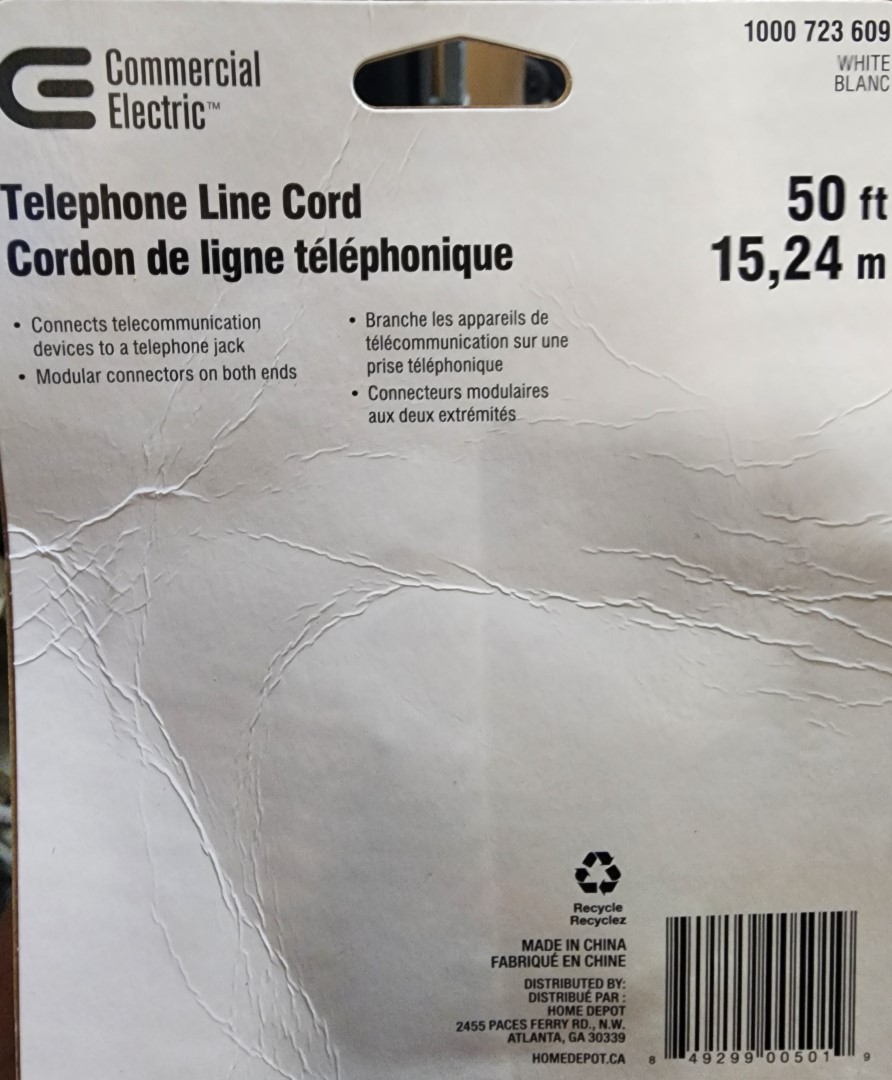 1000 723 609
WHITE
BLANC
Commercial
Electric™
Telephone Line Cord
Cordon de ligne téléphonique
50 ft
15,24 m
• Connects telecommunication
devices to a telephone jack
• Modular connectors on both ends
• Branche les appareils de
télécommunication sur une
prise téléphonique
• Connecteurs modulaires
aux deux extrémités
Recycle
Recyclez
MADE IN CHINA
FABRIQUÉ EN CHINE
DISTRIBUTED BY:
DISTRIBUÉ PAR :
HOME DEPOT
2455 PACES FERRY RD., N.W.
ATLANTA, GA 30339
HOMEDEPOT.CA
8 49299 00501 9